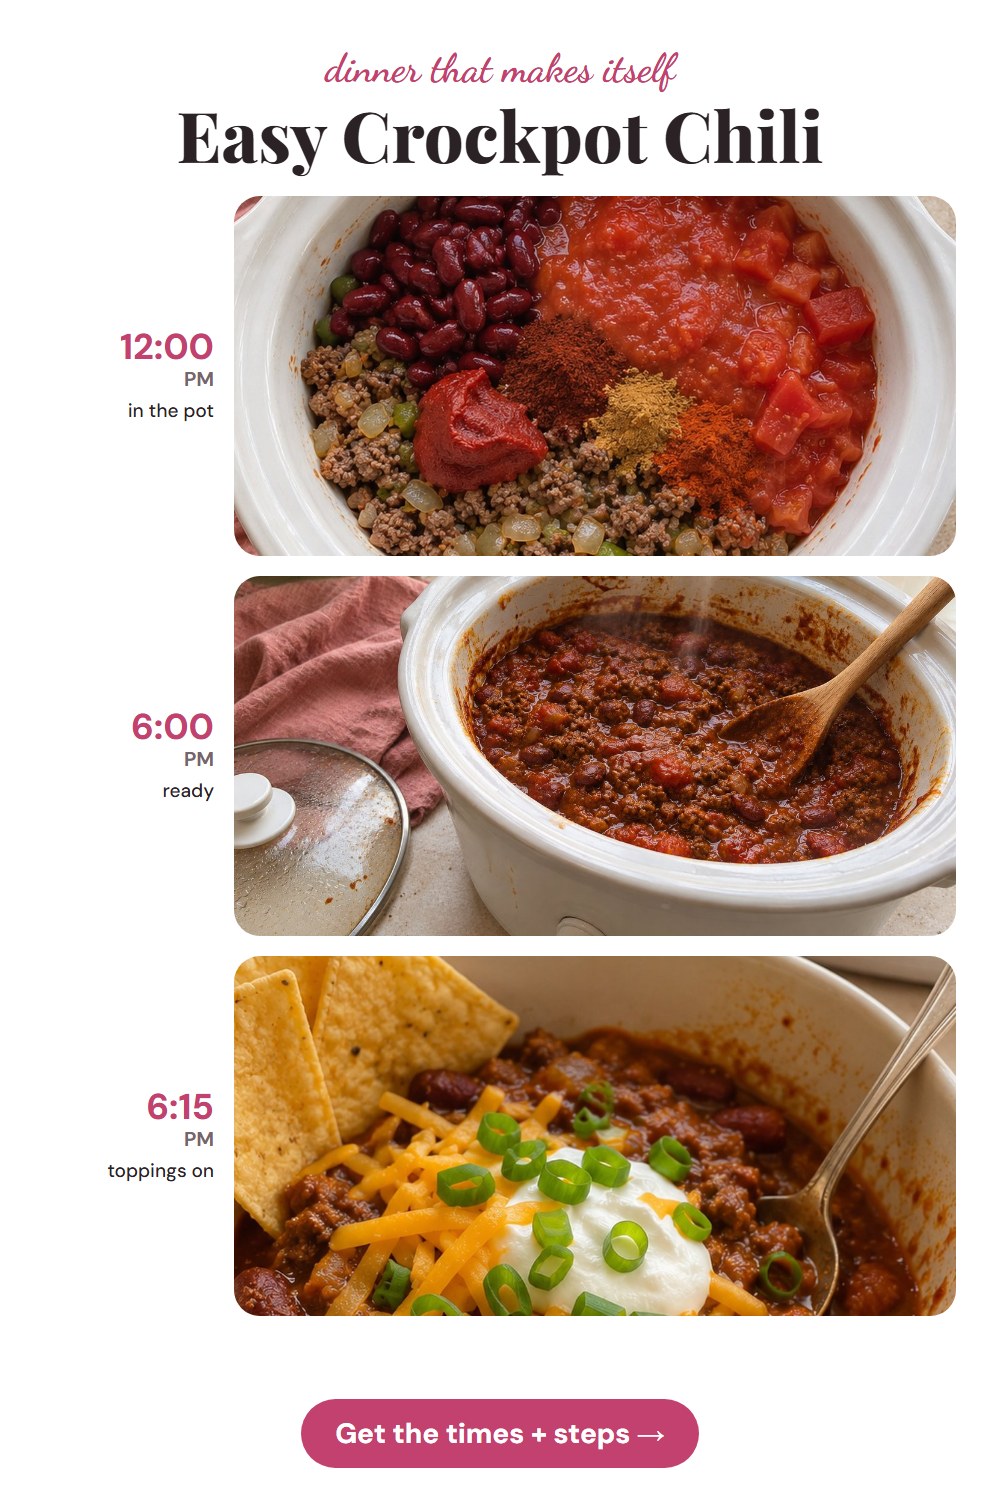 dinner that makes itself
Easy Crockpot Chili
12:00
PM
in the pot
6:00
PM
ready
6:15
PM
toppings on
Get the times + steps →